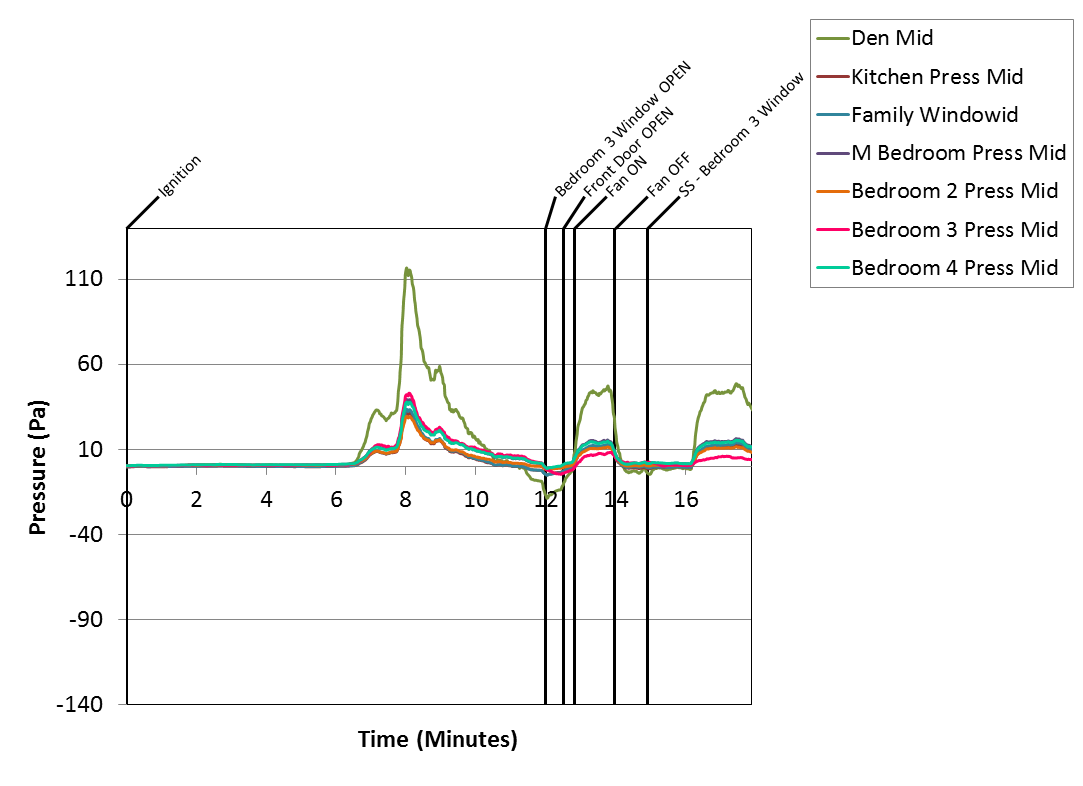 Den Mid
Kitchen Press Mid
Family Windowid
M Bedroom Press Mid
Bedroom 2 Press Mid
Bedroom 3 Press Mid
Bedroom 4 Press Mid
Ignition
Bedroom 3 Window OPEN
Front Door OPEN
Fan ON
Fan OFF
SS - Bedroom 3 Window
110
60
10
-40
-90
-140
0 2 4 6 8 10 12 14 16
Pressure (Pa)
Time (Minutes)